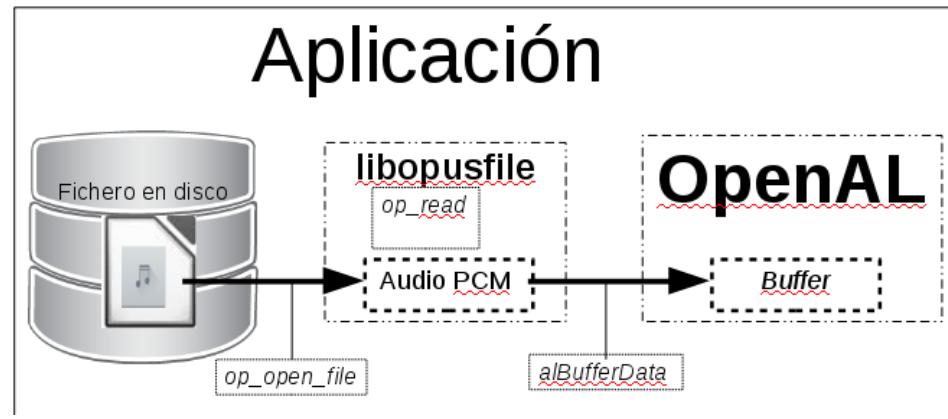 Aplicación
Fichero en disco
libopusfile
op_read
Audio PCM
OpenAL
Buffer
op_open_file
alBufferData